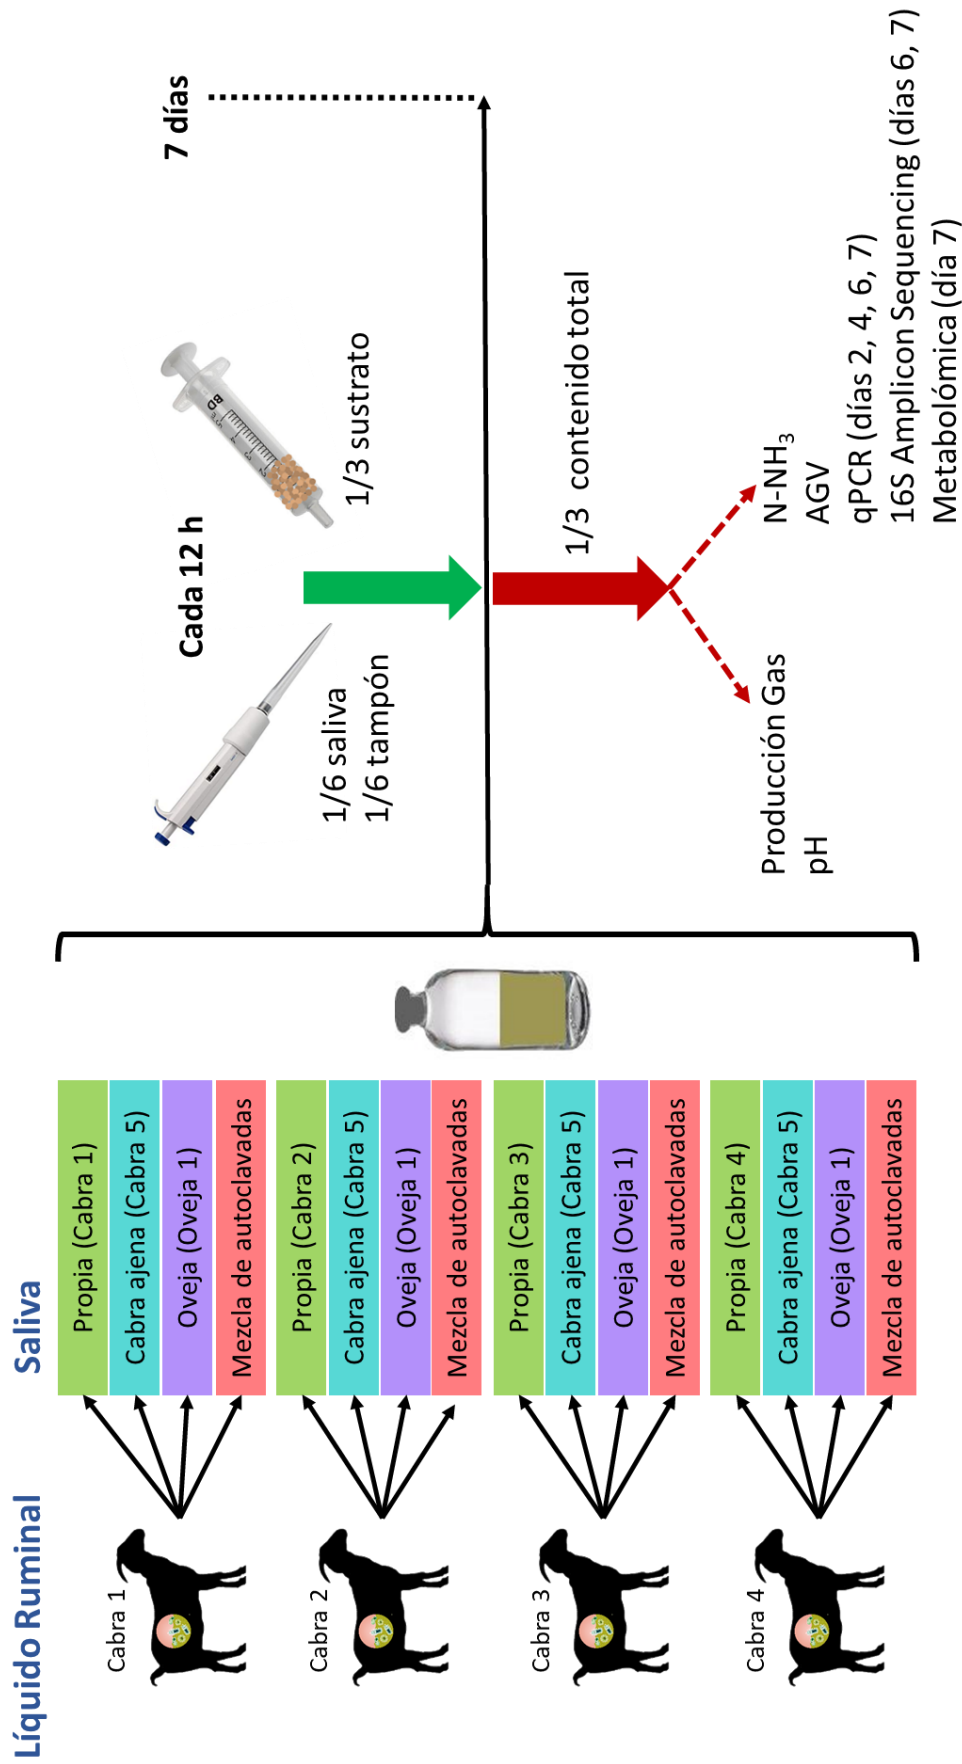 Líquido Ruminal
Saliva
Cabra 1
Propia (Cabra 1)
Cabra ajena (Cabra 5)
Oveja (Oveja 1)
Mezcla de autoclavadas
Cabra 2
Propia (Cabra 2)
Cabra ajena (Cabra 5)
Oveja (Oveja 1)
Mezcla de autoclavadas
Cabra 3
Propia (Cabra 3)
Cabra ajena (Cabra 5)
Oveja (Oveja 1)
Mezcla de autoclavadas
Cabra 4
Propia (Cabra 4)
Cabra ajena (Cabra 5)
Oveja (Oveja 1)
Mezcla de autoclavadas
Cada 12 h
7 días
1/6 saliva
1/6 tampón
BD
1/3 sustrato
1/3 contenido total
Producción Gas
pH
N-NH₃
AGV
qPCR (días 2, 4, 6, 7)
16S Amplicon Sequencing (días 6, 7)
Metabolómica (día 7)